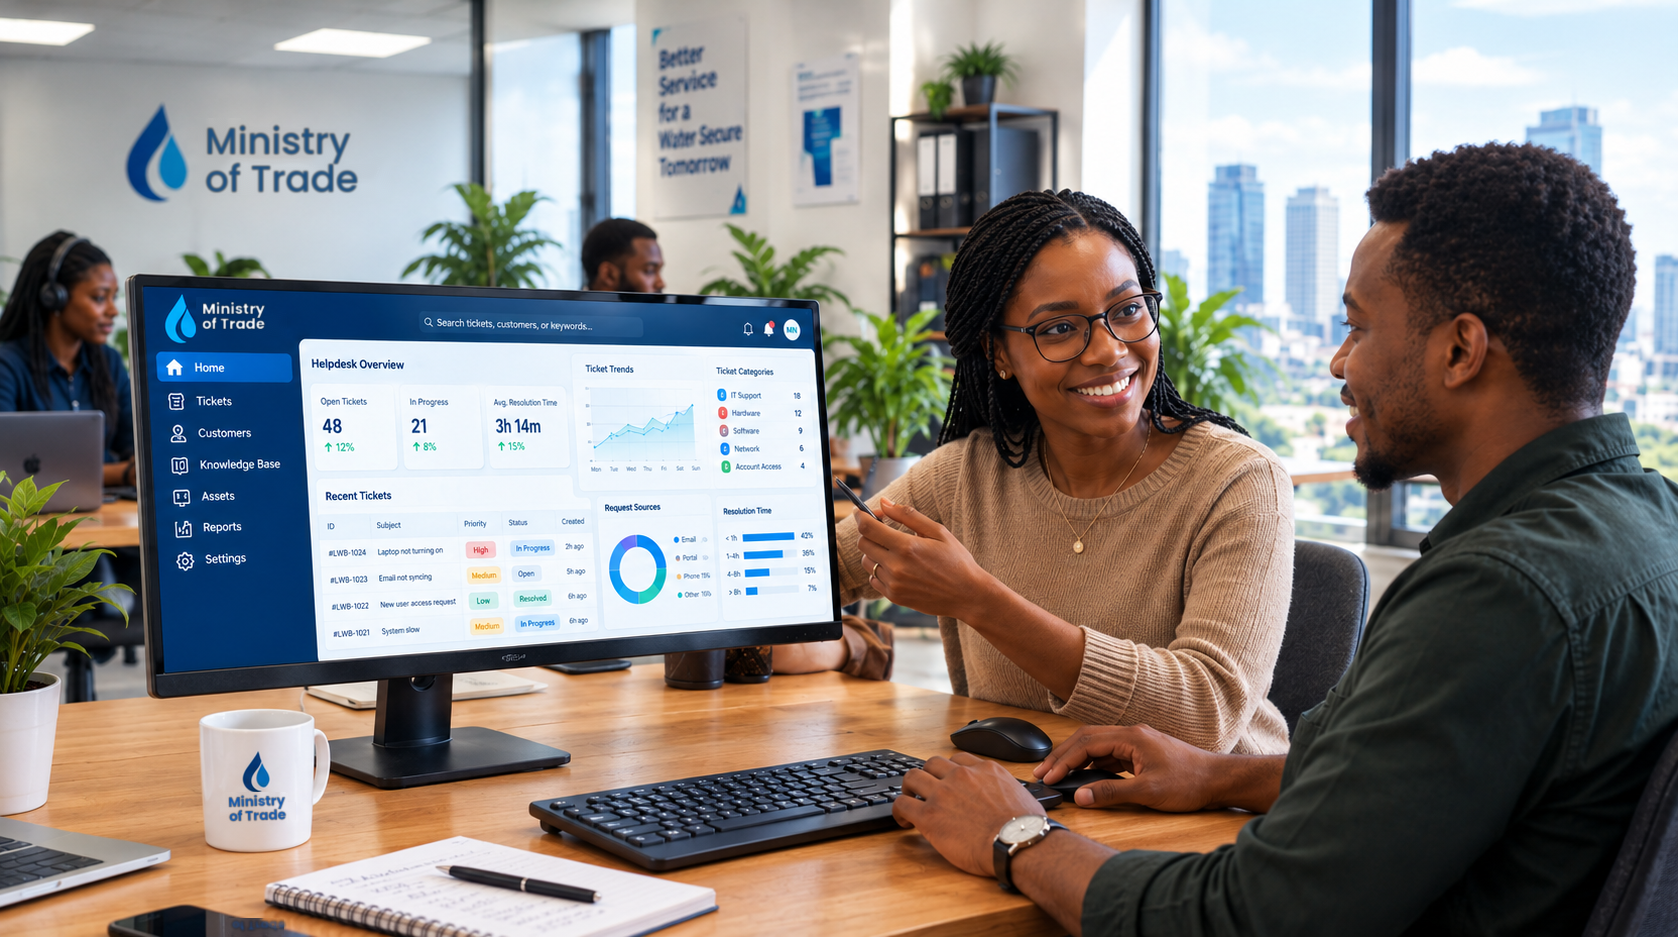 Ministry
of Trade
Better
Service
for a
Water Secure
Tomorrow
Ministry
of Trade
Search tickets, customers, or keywords...
MN
Home
Tickets
Customers
Knowledge Base
Assets
Reports
Settings
Helpdesk Overview
Open Tickets
48
↑ 12%
In Progress
21
↑ 8%
Avg. Resolution Time
3h 14m
↑ 15%
Ticket Trends
Mon Tue Wed Thu Fri Sat Sun
Ticket Categories
IT Support 18
Hardware 12
Software 9
Network 6
Account Access 4
Recent Tickets
ID Subject Priority Status Created
#LWB-1024 Laptop not turning on High In Progress 2h ago
#LWB-1023 Email not syncing Medium Open 5h ago
#LWB-1022 New user access request Low Resolved 6h ago
#LWB-1021 System slow Medium In Progress 6h ago
Request Sources
Email
Portal
Phone 15%
Other 10%
Resolution Time
< 1h 42%
1-4h 36%
4-8h 15%
> 8h 7%
Ministry
of Trade